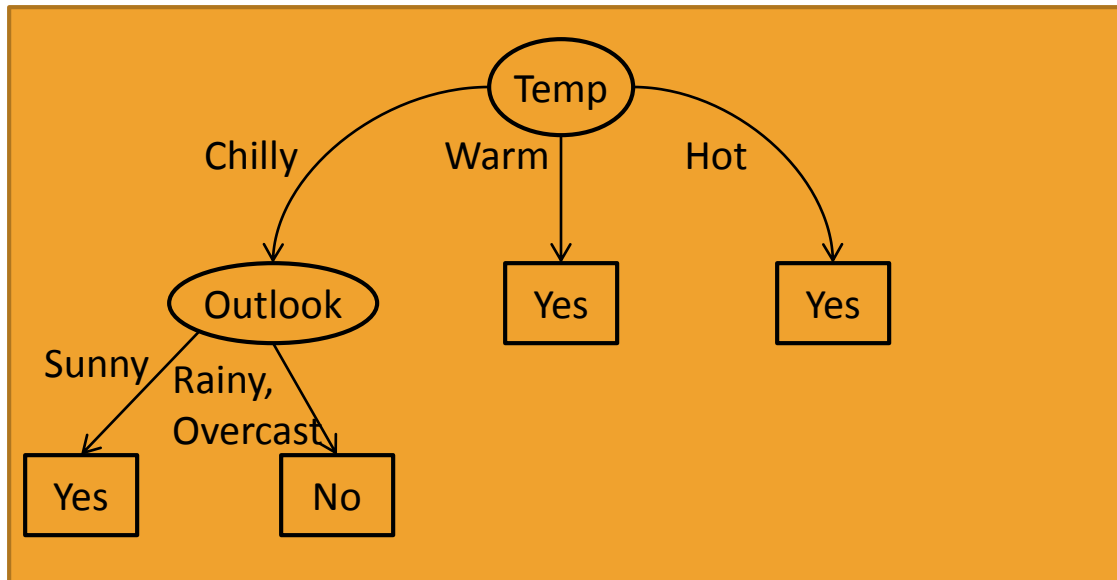 Temp
Chilly
Warm
Hot
Outlook
Yes
Yes
Sunny
Rainy,
Overcast
Yes
No